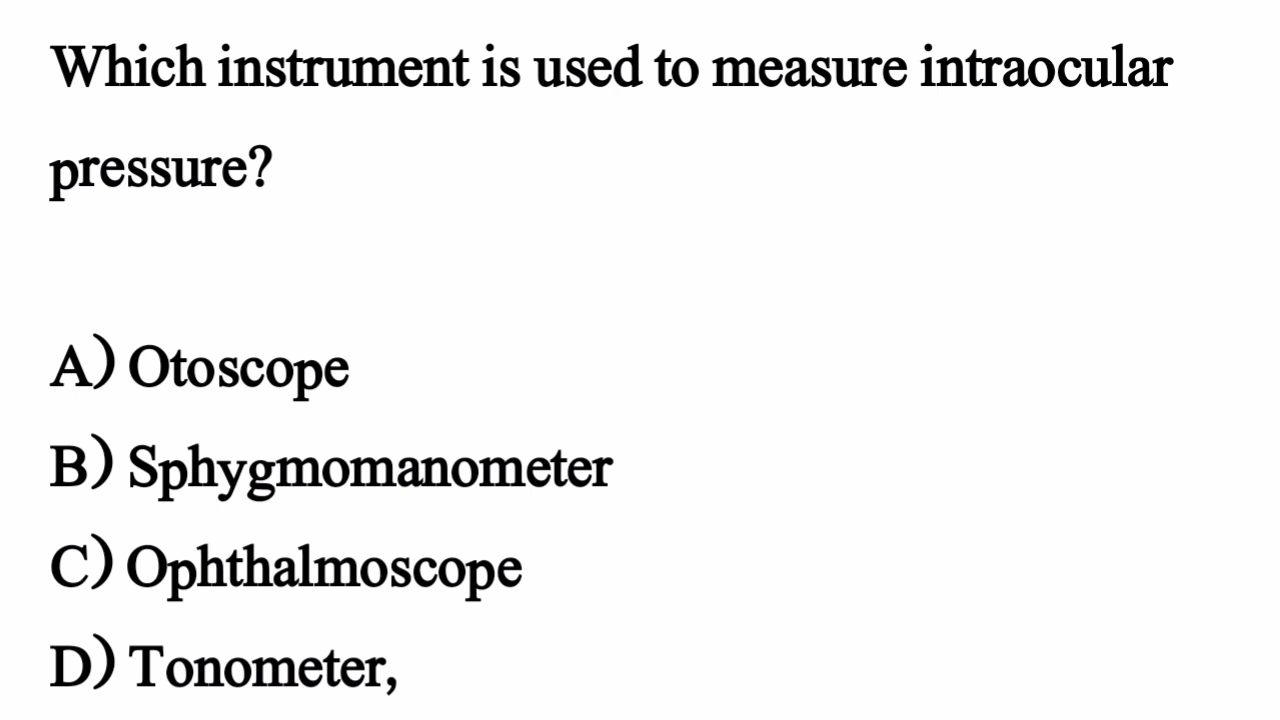 Which instrument is used to measure intraocular
pressure?
A) Otoscope
B) Sphygmomanometer
C) Ophthalmoscope
D) Tonometer,